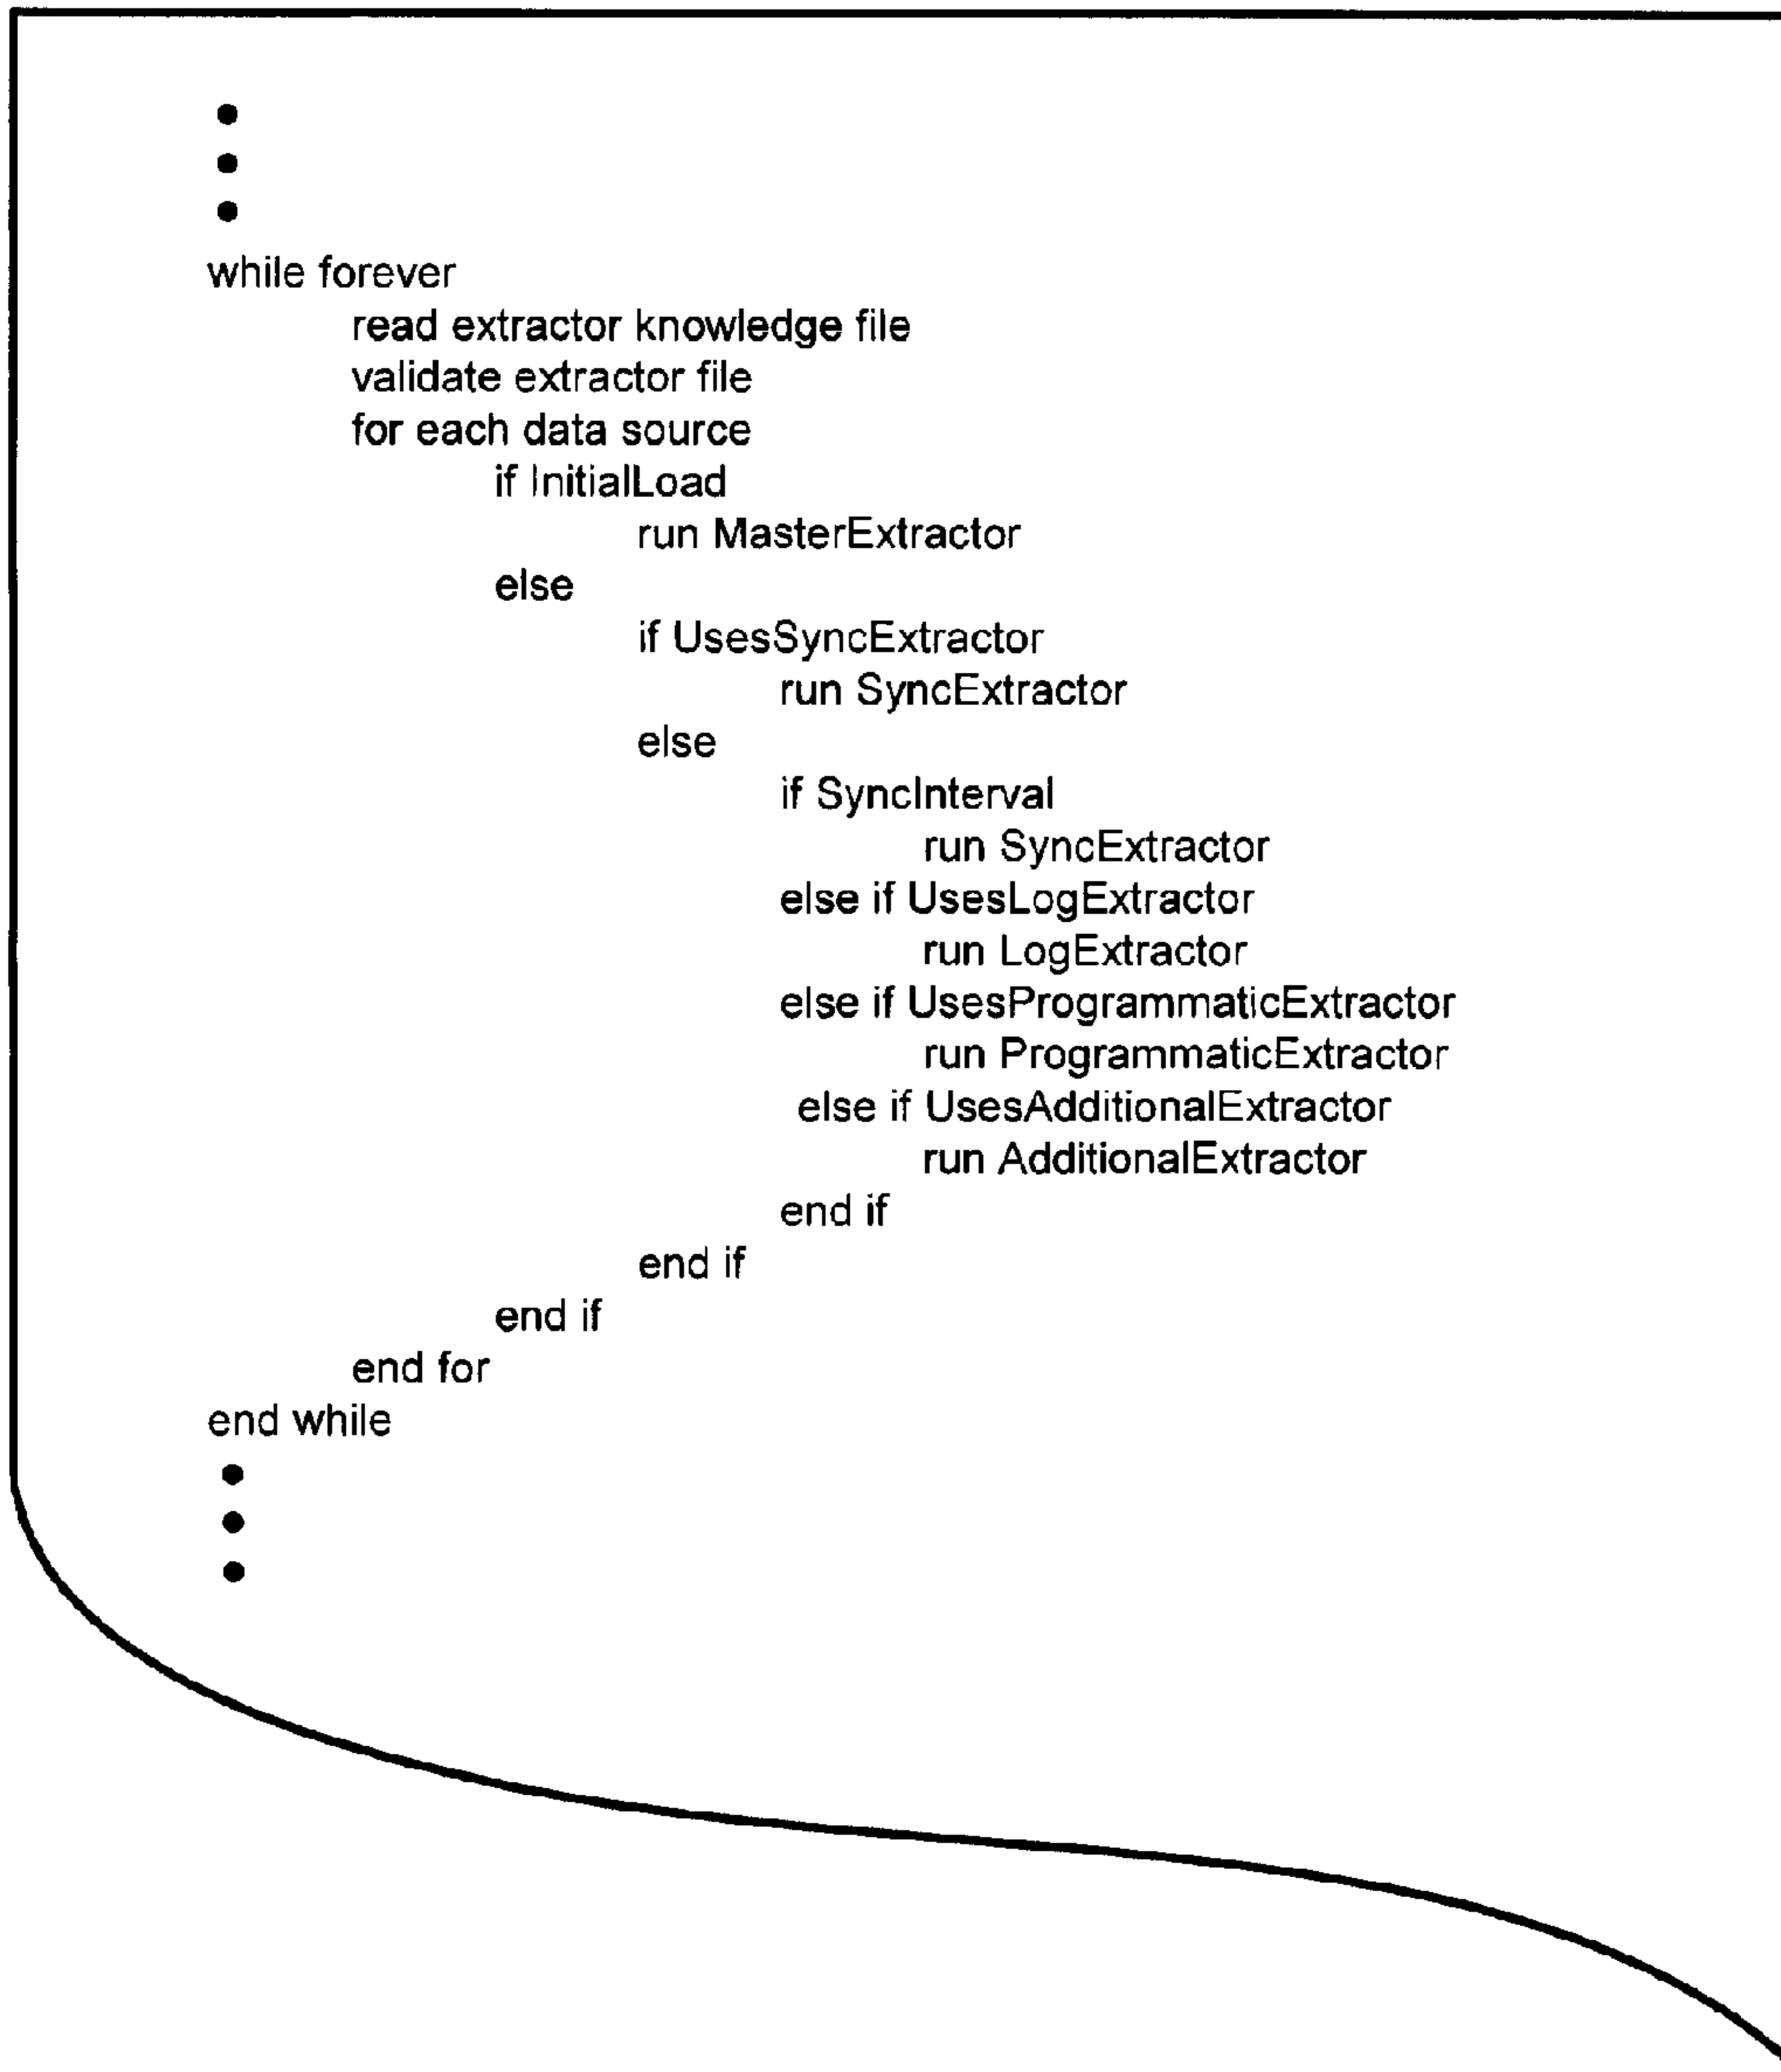 while forever
read extractor knowledge file
validate extractor file
for each data source
if InitialLoad
run MasterExtractor
else
if UsesSyncExtractor
run SyncExtractor
else
if SyncInterval
run SyncExtractor
else if UsesLogExtractor
run LogExtractor
else if UsesProgrammaticExtractor
run ProgrammaticExtractor
else if UsesAdditionalExtractor
run AdditionalExtractor
end if
end if
end if
end for
end while